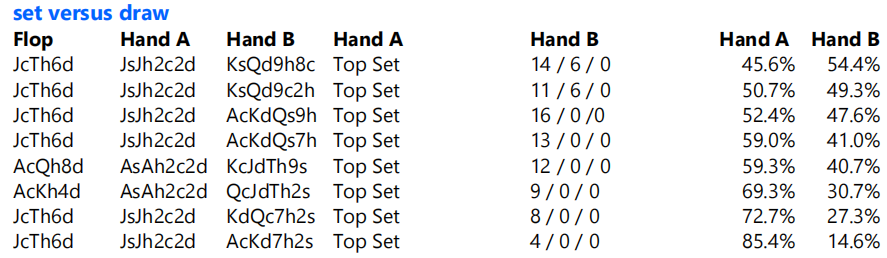 set versus draw
Flop Hand A Hand B Hand A Hand B Hand A Hand B
JcTh6d JsJh2c2d KsQd9h8c Top Set 14 / 6 / 0 45.6% 54.4%
JcTh6d JsJh2c2d KsQd9c2h Top Set 11 / 6 / 0 50.7% 49.3%
JcTh6d JsJh2c2d AcKdQs9h Top Set 16 / 0 /0 52.4% 47.6%
JcTh6d JsJh2c2d AcKdQs7h Top Set 13 / 0 / 0 59.0% 41.0%
AcQh8d AsAh2c2d KcJdTh9s Top Set 12 / 0 / 0 59.3% 40.7%
AcKh4d AsAh2c2d QcJdTh2s Top Set 9 / 0 / 0 69.3% 30.7%
JcTh6d JsJh2c2d KdQc7h2s Top Set 8 / 0 / 0 72.7% 27.3%
JcTh6d JsJh2c2d AcKd7h2s Top Set 4 / 0 / 0 85.4% 14.6%